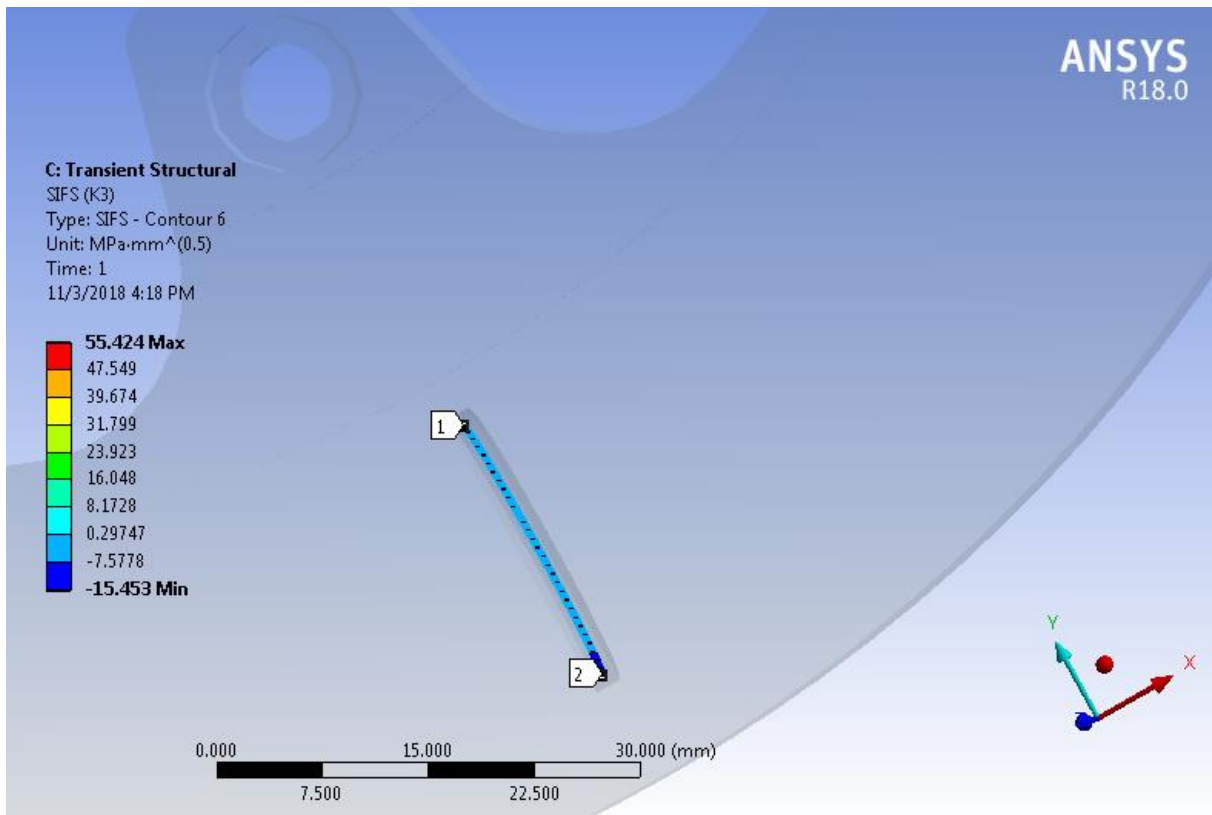 ANSYS
R18.0
C: Transient Structural
SIFS (K3)
Type: SIFS - Contour 6
Unit: MPa·mm^(0.5)
Time: 1
11/3/2018 4:18 PM
55.424 Max
47.549
39.674
31.799
23.923
16.048
8.1728
0.29747
-7.5778
-15.453 Min
1
2
Y
X
0.000 15.000 30.000 (mm)
7.500 22.500